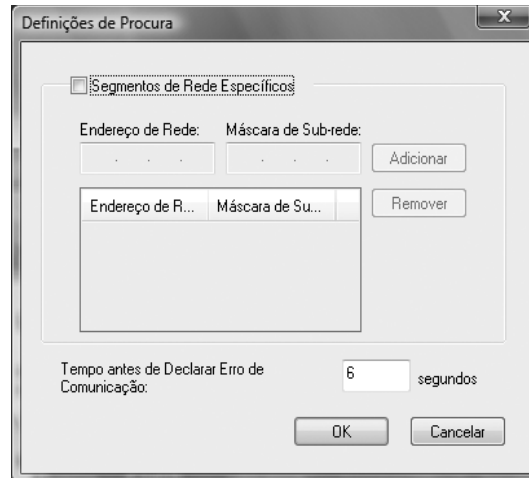 Definições de Procura
Segmentos de Rede Específicos
Endereço de Rede: Máscara de Sub-rede:
Adicionar
Endereço de R... Máscara de Su...
Remover
Tempo antes de Declarar Erro de
Comunicação:
6 segundos
OK Cancelar